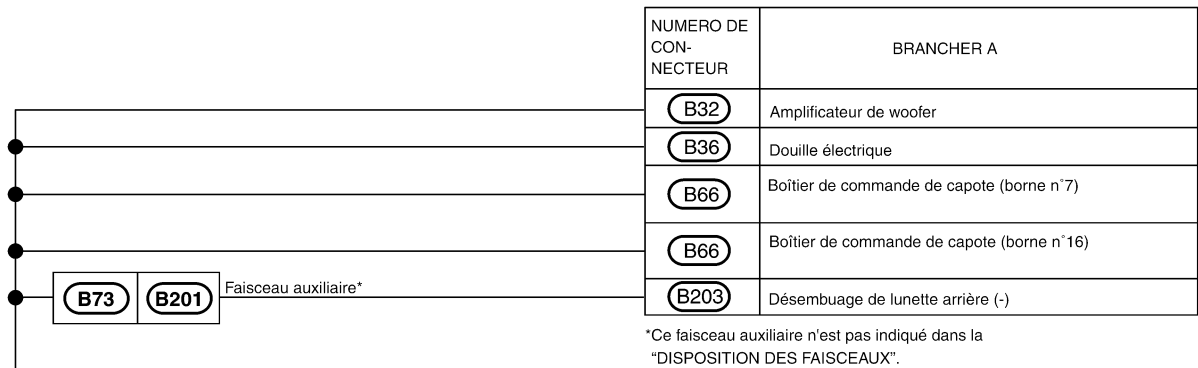 NUMERO DE
CON-
NECTEUR
BRANCHER A
B32
Amplificateur de woofer
B36
Douille électrique
B66
Boîtier de commande de capote (borne n°7)
B66
Boîtier de commande de capote (borne n°16)
B73
B201
Faisceau auxiliaire*
B203
Désembuage de lunette arrière (-)
*Ce faisceau auxiliaire n'est pas indiqué dans la
“DISPOSITION DES FAISCEAUX”.